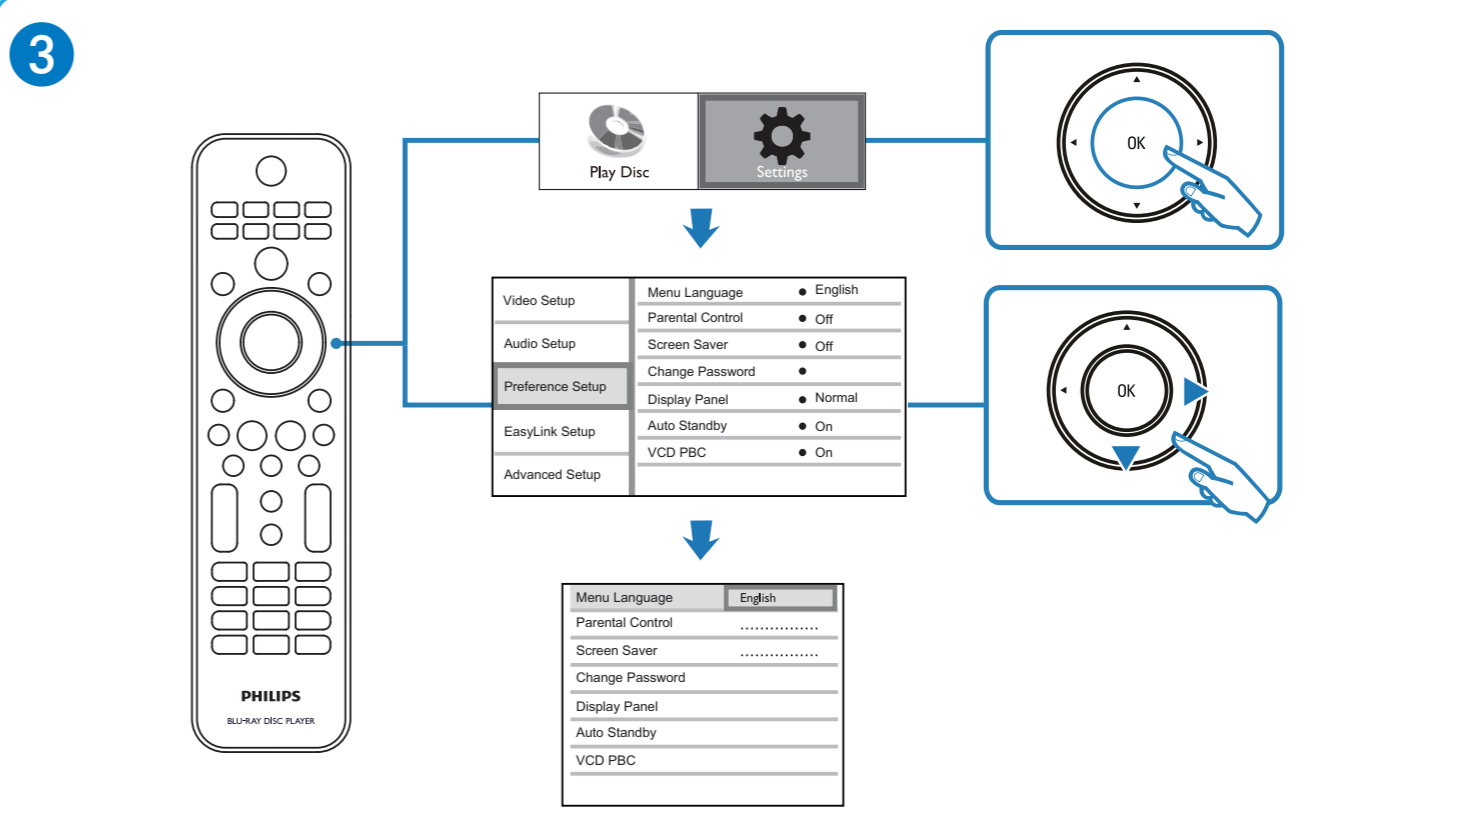 3
Play Disc
Settings
OK
Video Setup
Audio Setup
Preference Setup
EasyLink Setup
Advanced Setup
Menu Language • English
Parental Control • Off
Screen Saver • Off
Change Password •
Display Panel • Normal
Auto Standby • On
VCD PBC • On
OK
Menu Language English
Parental Control ................
Screen Saver ................
Change Password
Display Panel
Auto Standby
VCD PBC
PHILIPS
BLU-RAY DISC PLAYER